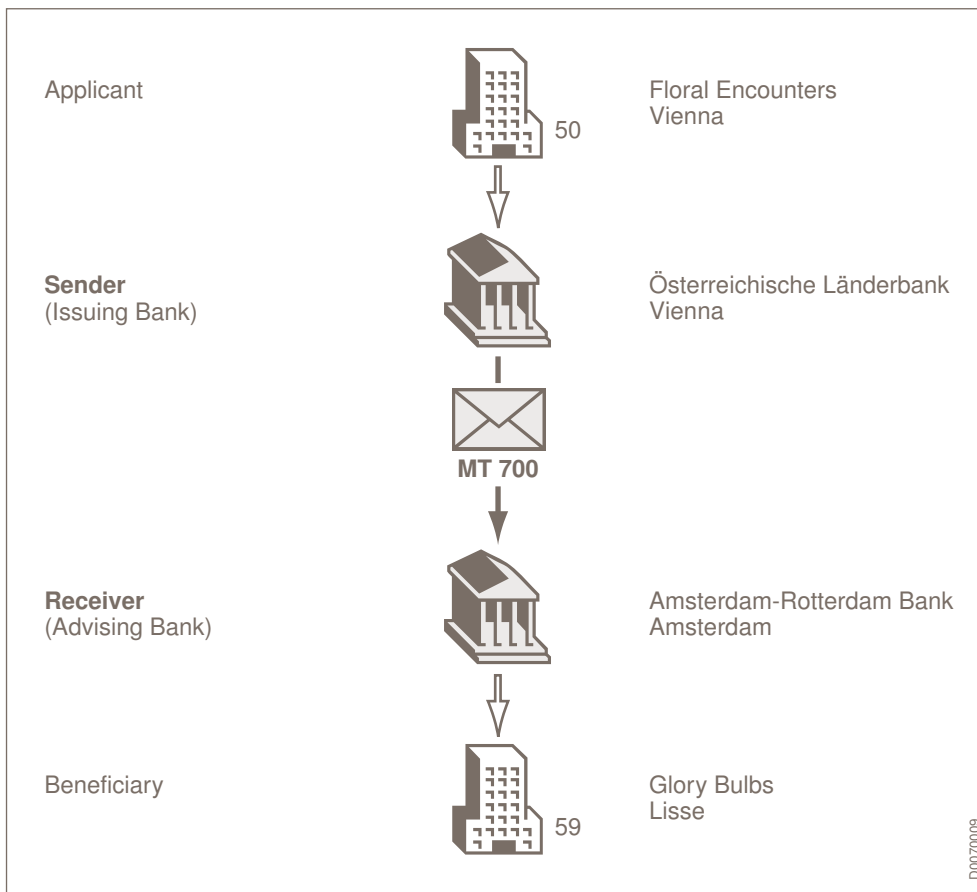 Applicant
50
Floral Encounters
Vienna
Sender
(Issuing Bank)
Österreichische Länderbank
Vienna
MT 700
Receiver
(Advising Bank)
Amsterdam-Rotterdam Bank
Amsterdam
Beneficiary
59
Glory Bulbs
Lisse
D0070009